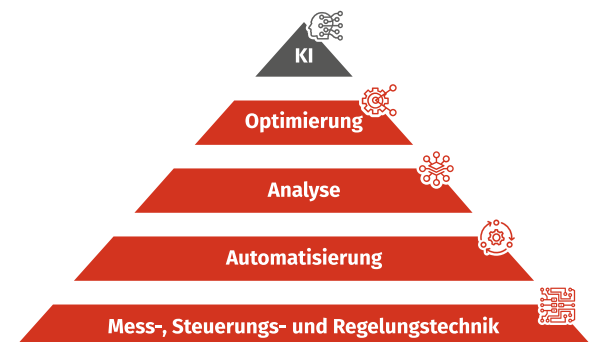 KI
Optimierung
Analyse
Automatisierung
Mess-, Steuerungs- und Regelungstechnik